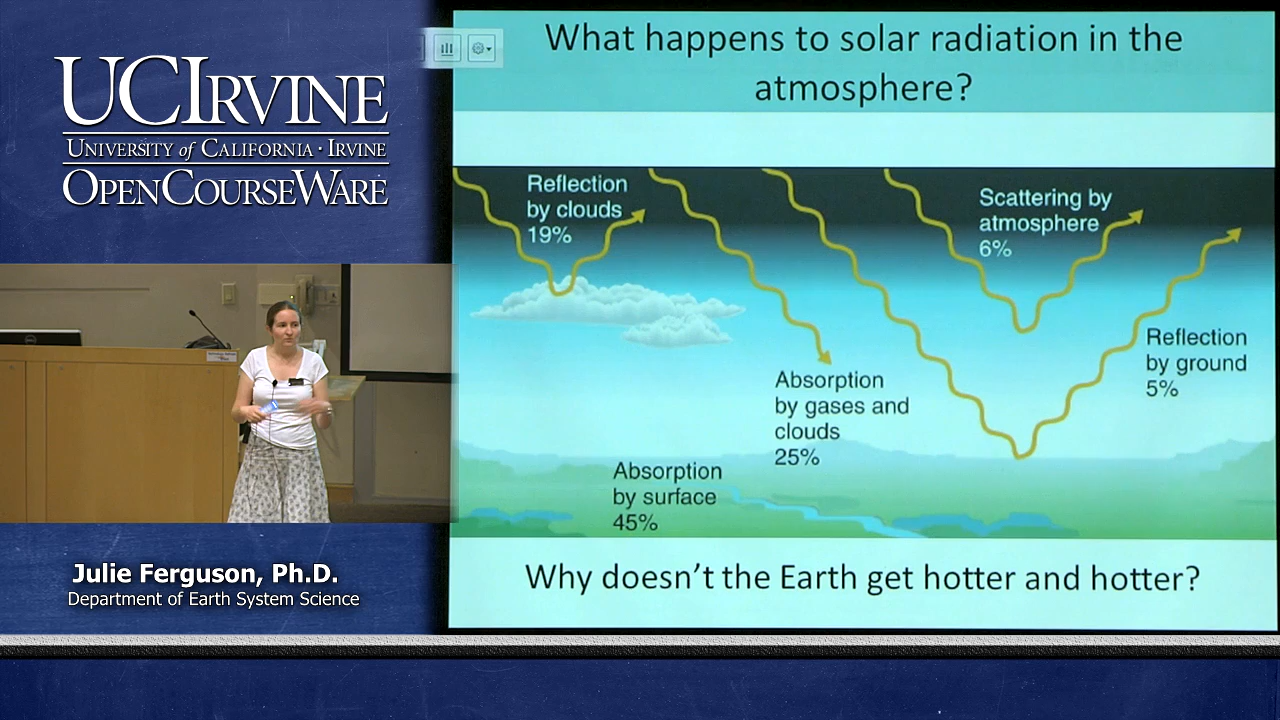 UCIRVINE
UNIVERSITY of CALIFORNIA · IRVINE
OPENCOURSEWARE
Julie Ferguson, Ph.D.
Department of Earth System Science
What happens to solar radiation in the
atmosphere?
Reflection
by clouds
19%
Scattering by
atmosphere
6%
Reflection
by ground
5%
Absorption
by gases and
clouds
25%
Absorption
by surface
45%
Why doesn't the Earth get hotter and hotter?